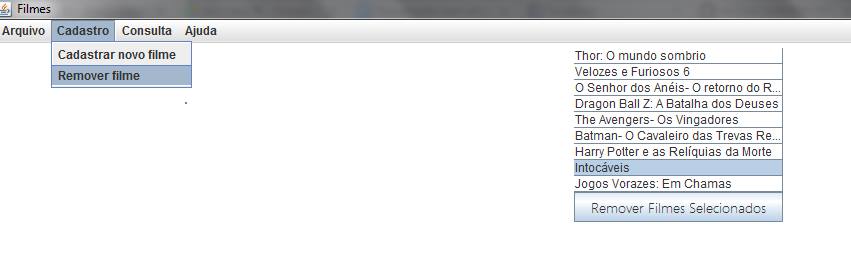 Filmes
Arquivo Cadastro Consulta Ajuda
Cadastrar novo filme
Remover filme
Thor: O mundo sombrio
Velozes e Furiosos 6
O Senhor dos Anéis- O retorno do R...
Dragon Ball Z: A Batalha dos Deuses
The Avengers- Os Vingadores
Batman- O Cavaleiro das Trevas Re...
Harry Potter e as Relíquias da Morte
Intocáveis
Jogos Vorazes: Em Chamas
Remover Filmes Selecionados